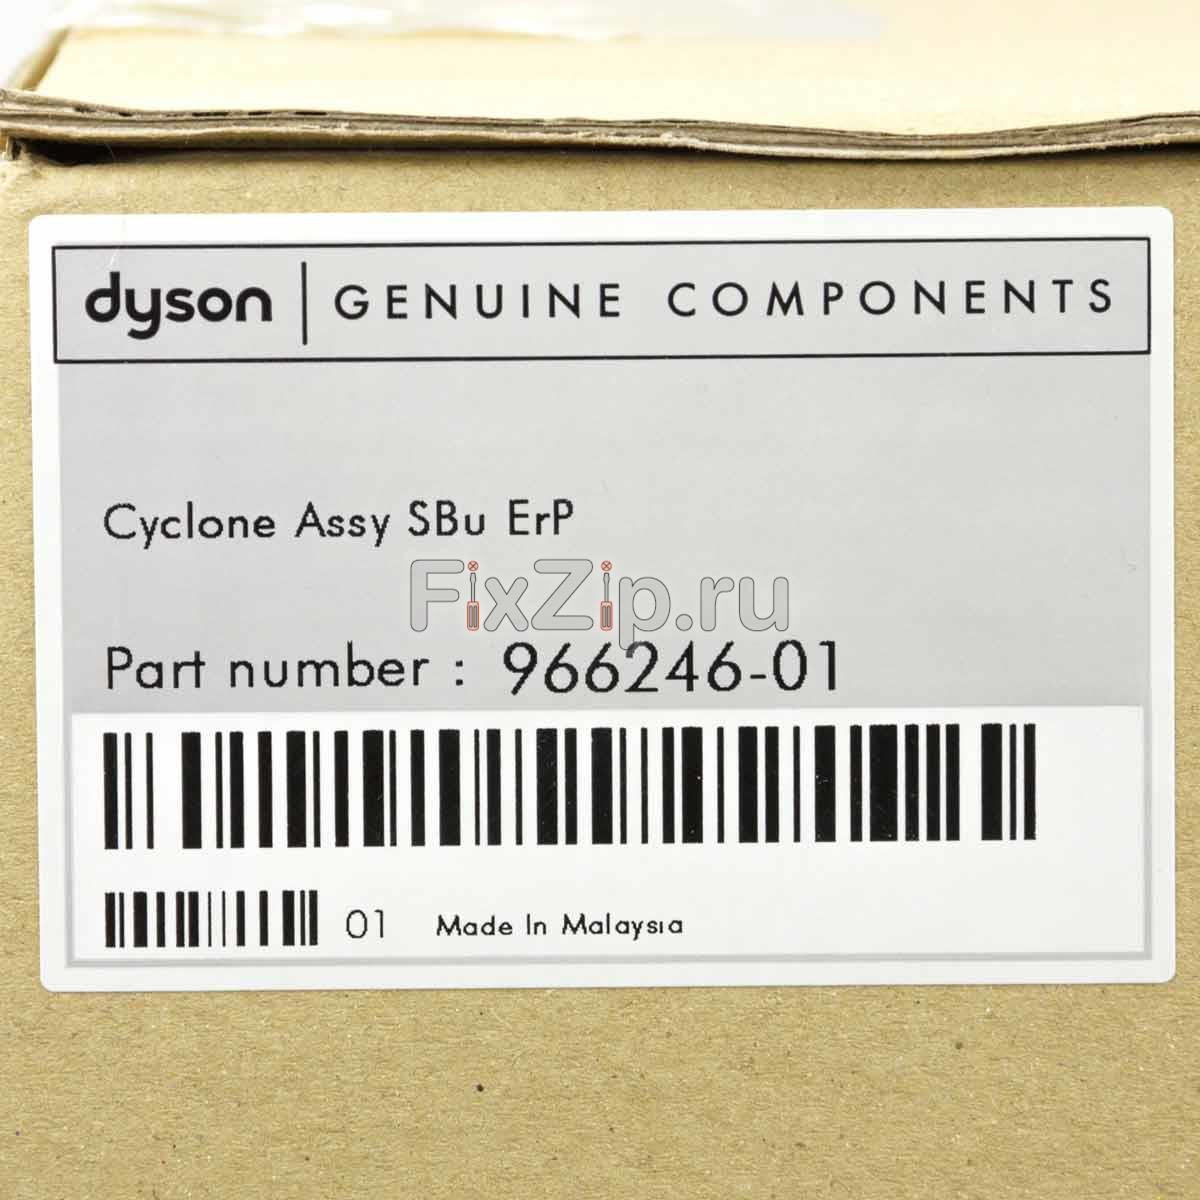 dyson GENUINE COMPONENTS
Cyclone Assy SBu ErP
FixZip.ru
Part number : 966246-01
01 Made In Malaysia